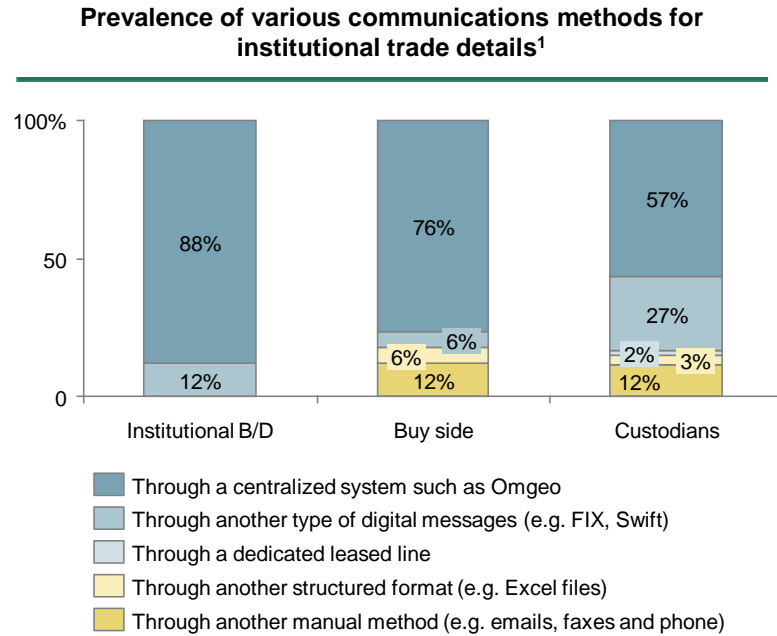 Prevalence of various communications methods for
institutional trade details¹
100%
50
0
88%
12%
76%
6%
6%
12%
57%
27%
2%
3%
12%
Institutional B/D
Buy side
Custodians
Through a centralized system such as Omgeo
Through another type of digital messages (e.g. FIX, Swift)
Through a dedicated leased line
Through another structured format (e.g. Excel files)
Through another manual method (e.g. emails, faxes and phone)